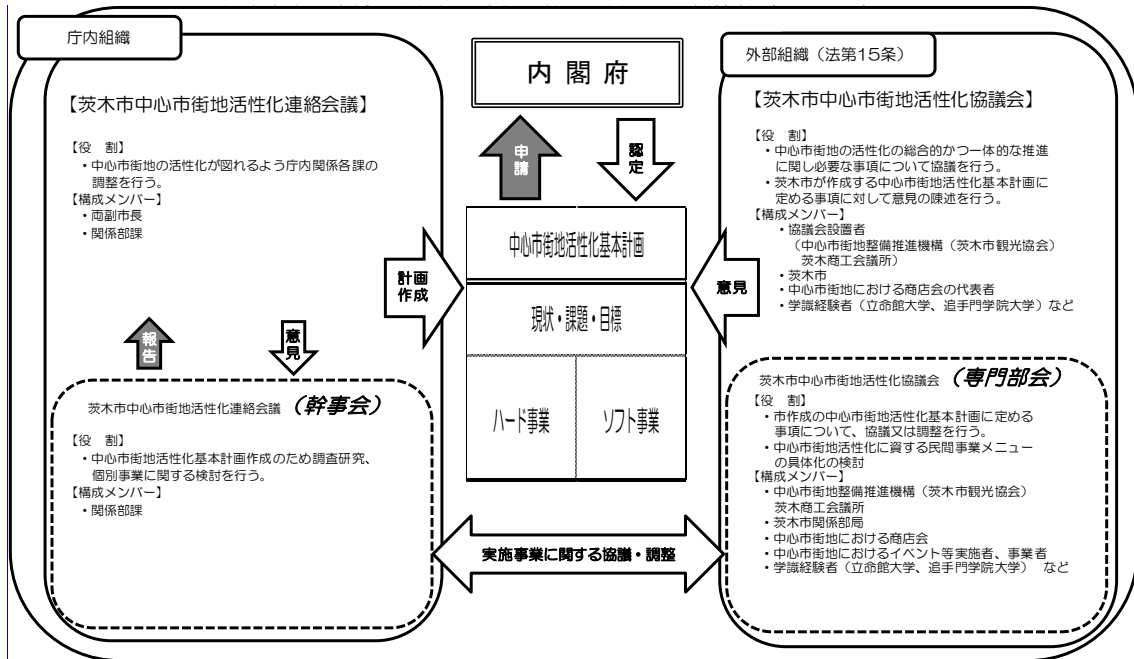 庁内組織
【茨木市中心市街地活性化連絡会議】
【役　割】
・中心市街地の活性化が図れるよう庁内関係各課の
調整を行う。
【構成メンバー】
・両副市長
・関係部課
報告
意見
茨木市中心市街地活性化連絡会議（幹事会）
【役　割】
・中心市街地活性化基本計画作成のため調査研究、
個別事業に関する検討を行う。
【構成メンバー】
・関係部課
内閣府
申請
認定
計画
作成
中心市街地活性化基本計画
現状・課題・目標
ハード事業
ソフト事業
意見
実施事業に関する協議・調整
外部組織（法第15条）
【茨木市中心市街地活性化協議会】
【役　割】
・中心市街地の活性化の総合的かつ一体的な推進
に関し必要な事項について協議を行う。
・茨木市が作成する中心市街地活性化基本計画に
定める事項に対して意見の陳述を行う。
【構成メンバー】
・協議会設置者
（中心市街地整備推進機構（茨木市観光協会）
茨木商工会議所）
・茨木市
・中心市街地における商店会の代表者
・学識経験者（立命館大学、追手門学院大学）など
茨木市中心市街地活性化協議会（専門部会）
【役　割】
・市作成の中心市街地活性化基本計画に定める
事項について、協議又は調整を行う。
・中心市街地活性化に資する民間事業メニュー
の具体化の検討
【構成メンバー】
・中心市街地整備推進機構（茨木市観光協会）
茨木商工会議所
・茨木市関係部局
・中心市街地における商店会
・中心市街地におけるイベント等実施者、事業者
・学識経験者（立命館大学、追手門学院大学）　など